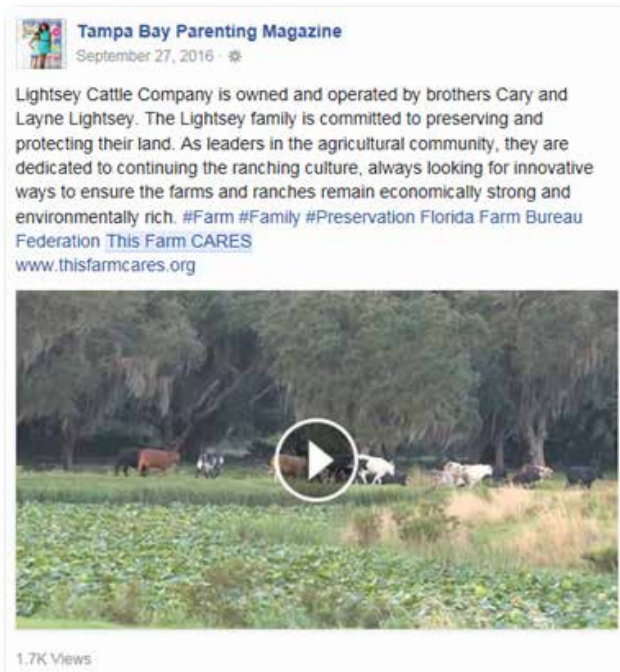 Tampa Bay Parenting Magazine
September 27, 2016 ·
Lightsey Cattle Company is owned and operated by brothers Cary and
Layne Lightsey. The Lightsey family is committed to preserving and
protecting their land. As leaders in the agricultural community, they are
dedicated to continuing the ranching culture, always looking for innovative
ways to ensure the farms and ranches remain economically strong and
environmentally rich. #Farm #Family #Preservation Florida Farm Bureau
Federation This Farm CARES
www.thisfarmcares.org
1.7K Views